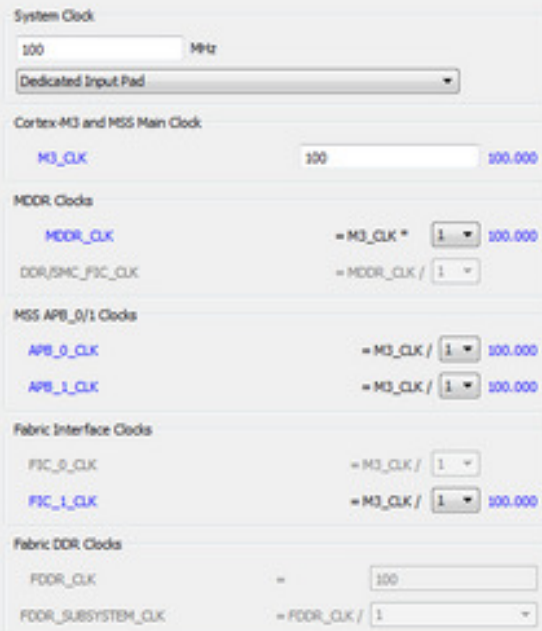 System Clock
100 MHz
Dedicated Input Pad
Cortex-M3 and MSS Main Clock
M3_CLK 100 100.000
MDDR Clocks
MDDR_CLK = M3_CLK * 1 100.000
DDR/SMC_FIC_CLK = MDDR_CLK / 1
MSS APB_0/1 Clocks
APB_0_CLK = M3_CLK / 1 100.000
APB_1_CLK = M3_CLK / 1 100.000
Fabric Interface Clocks
FIC_0_CLK = M3_CLK / 1
FIC_1_CLK = M3_CLK / 1 100.000
Fabric DDR Clocks
FDDR_CLK = 100
FDDR_SUBSYSTEM_CLK = FDDR_CLK / 1